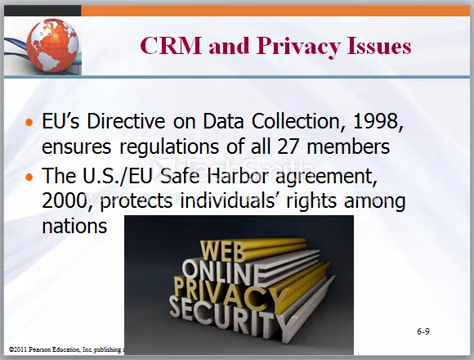 CRM and Privacy Issues
• EU's Directive on Data Collection, 1998,
ensures regulations of all 27 members
• The U.S./EU Safe Harbor agreement,
2000, protects individuals' rights among
nations
WEB
ONLINE
PRIVACY
SECURITY
6-9
©2011 Pearson Education, Inc. publishing